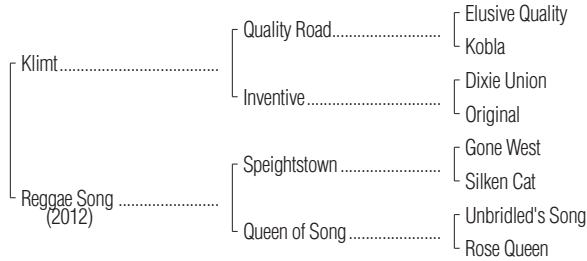 Elusive Quality
Quality Road
Kobla
Klimt
Dixie Union
Inventive
Original
Gone West
Speightstown
Silken Cat
Reggae Song
(2012)
Unbridled's Song
Queen of Song
Rose Queen